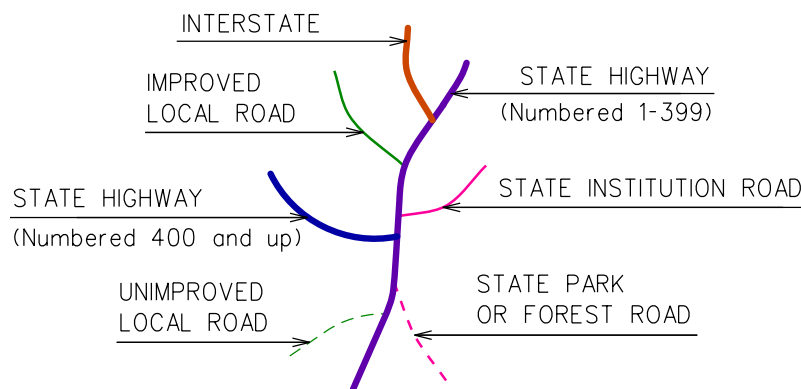 INTERSTATE
STATE HIGHWAY
(Numbered 1-399)
IMPROVED
LOCAL ROAD
STATE INSTITUTION ROAD
STATE HIGHWAY
(Numbered 400 and up)
STATE PARK
OR FOREST ROAD
UNIMPROVED
LOCAL ROAD